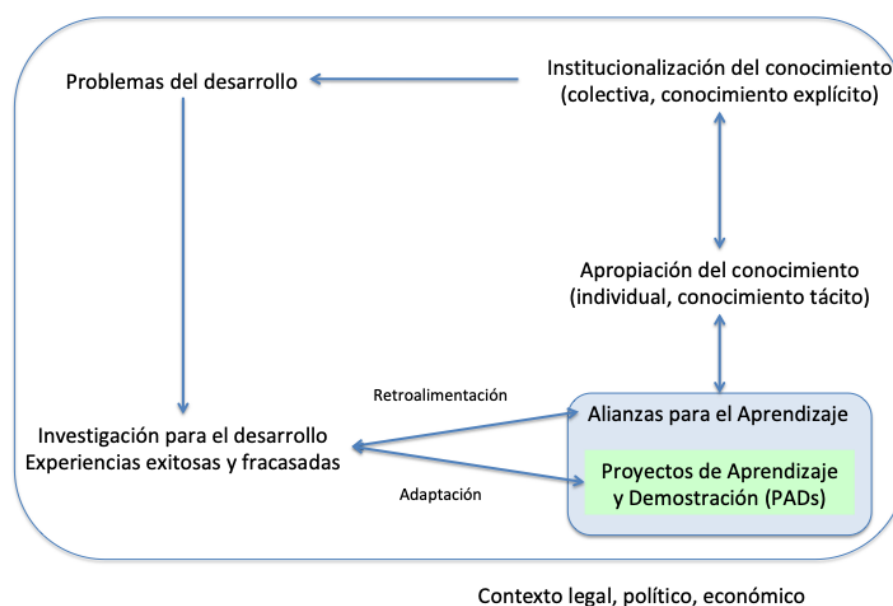 Problemas del desarrollo
Institucionalización del conocimiento
(colectiva, conocimiento explícito)
Apropiación del conocimiento
(individual, conocimiento tácito)
Retroalimentación
Alianzas para el Aprendizaje
Investigación para el desarrollo
Experiencias exitosas y fracasadas
Proyectos de Aprendizaje
y Demostración (PADs)
Adaptación
Contexto legal, político, económico